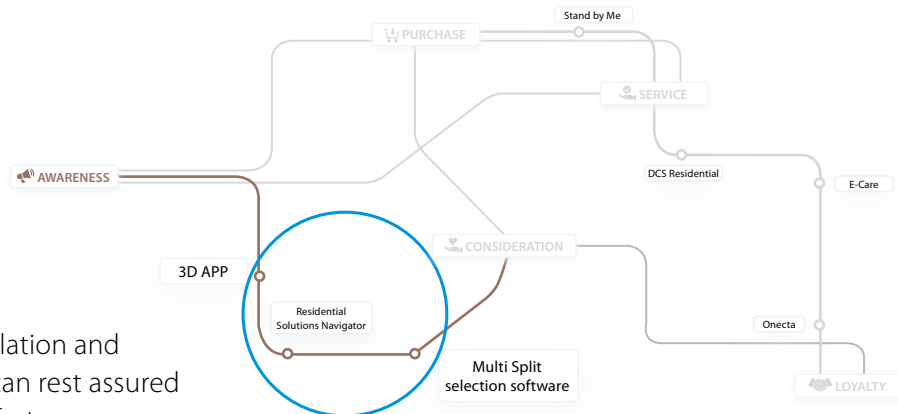 Stand by Me
PURCHASE
SERVICE
AWARENESS
DCS Residential
E-Care
CONSIDERATION
3D APP
Residential
Solutions Navigator
Onecta
Multi Split
selection software
LOYALTY
lation and
can rest assured